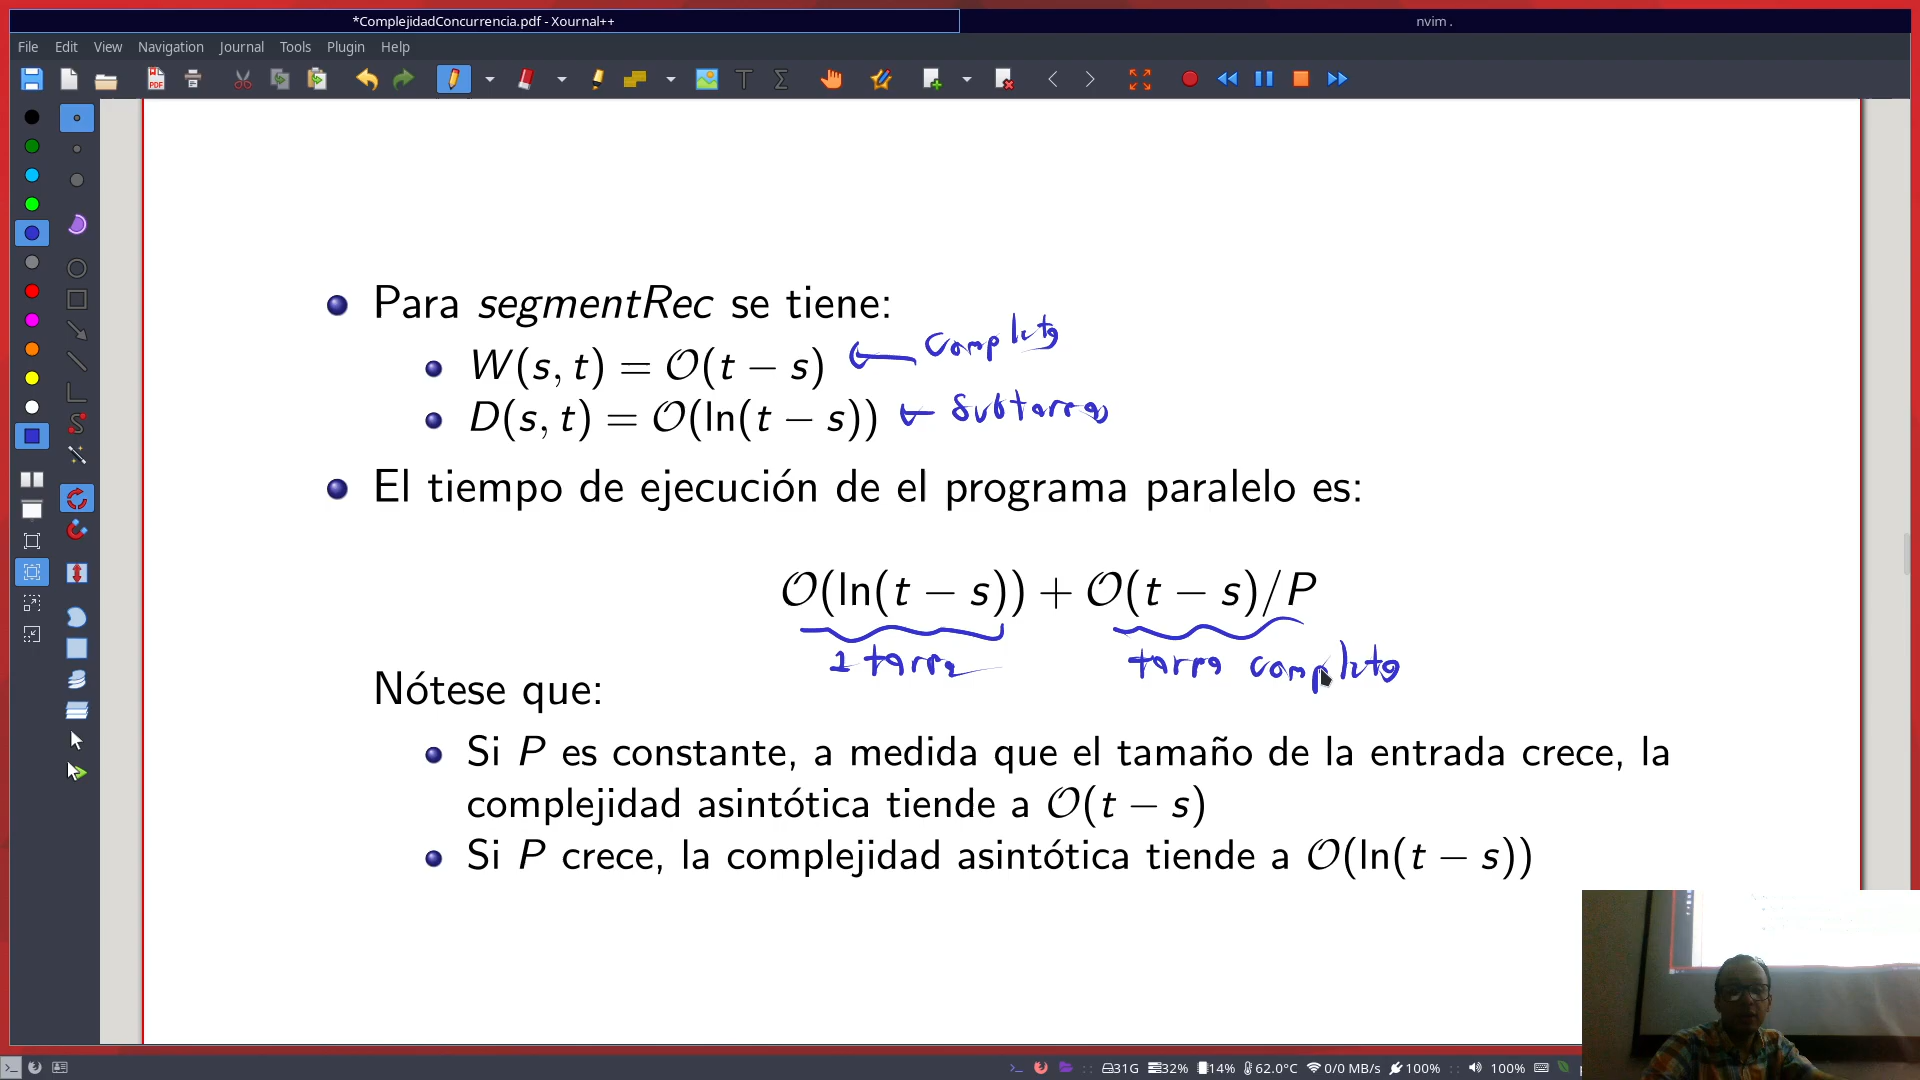 *ComplejidadConcurrencia.pdf - Xournal++
nvim .
File Edit View Navigation Journal Tools Plugin Help
Para segmentRec se tiene:
W(s, t) = O(t − s) ← completa
D(s, t) = O(ln(t − s)) ← subtarea
El tiempo de ejecución de el programa paralelo es:
O(ln(t − s)) + O(t − s)/P
1 tarea tarea completa
Nótese que:
Si P es constante, a medida que el tamaño de la entrada crece, la
complejidad asintótica tiende a O(t − s)
Si P crece, la complejidad asintótica tiende a O(ln(t − s))
31G 32% 14% 62.0°C 0/0 MB/s 100% 100%